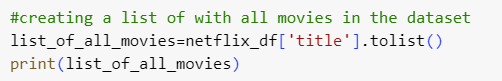 #creating a list of with all movies in the dataset
list_of_all_movies=netflix_df['title'].tolist()
print(list_of_all_movies)